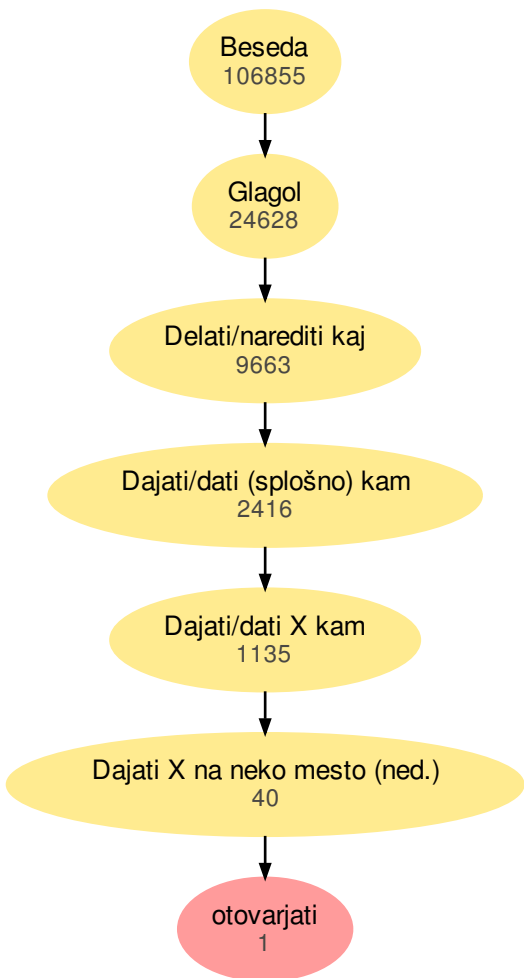 Beseda
106855
Glagol
24628
Delati/narediti kaj
9663
Dajati/dati (splošno) kam
2416
Dajati/dati X kam
1135
Dajati X na neko mesto (ned.)
40
otovarjati
1